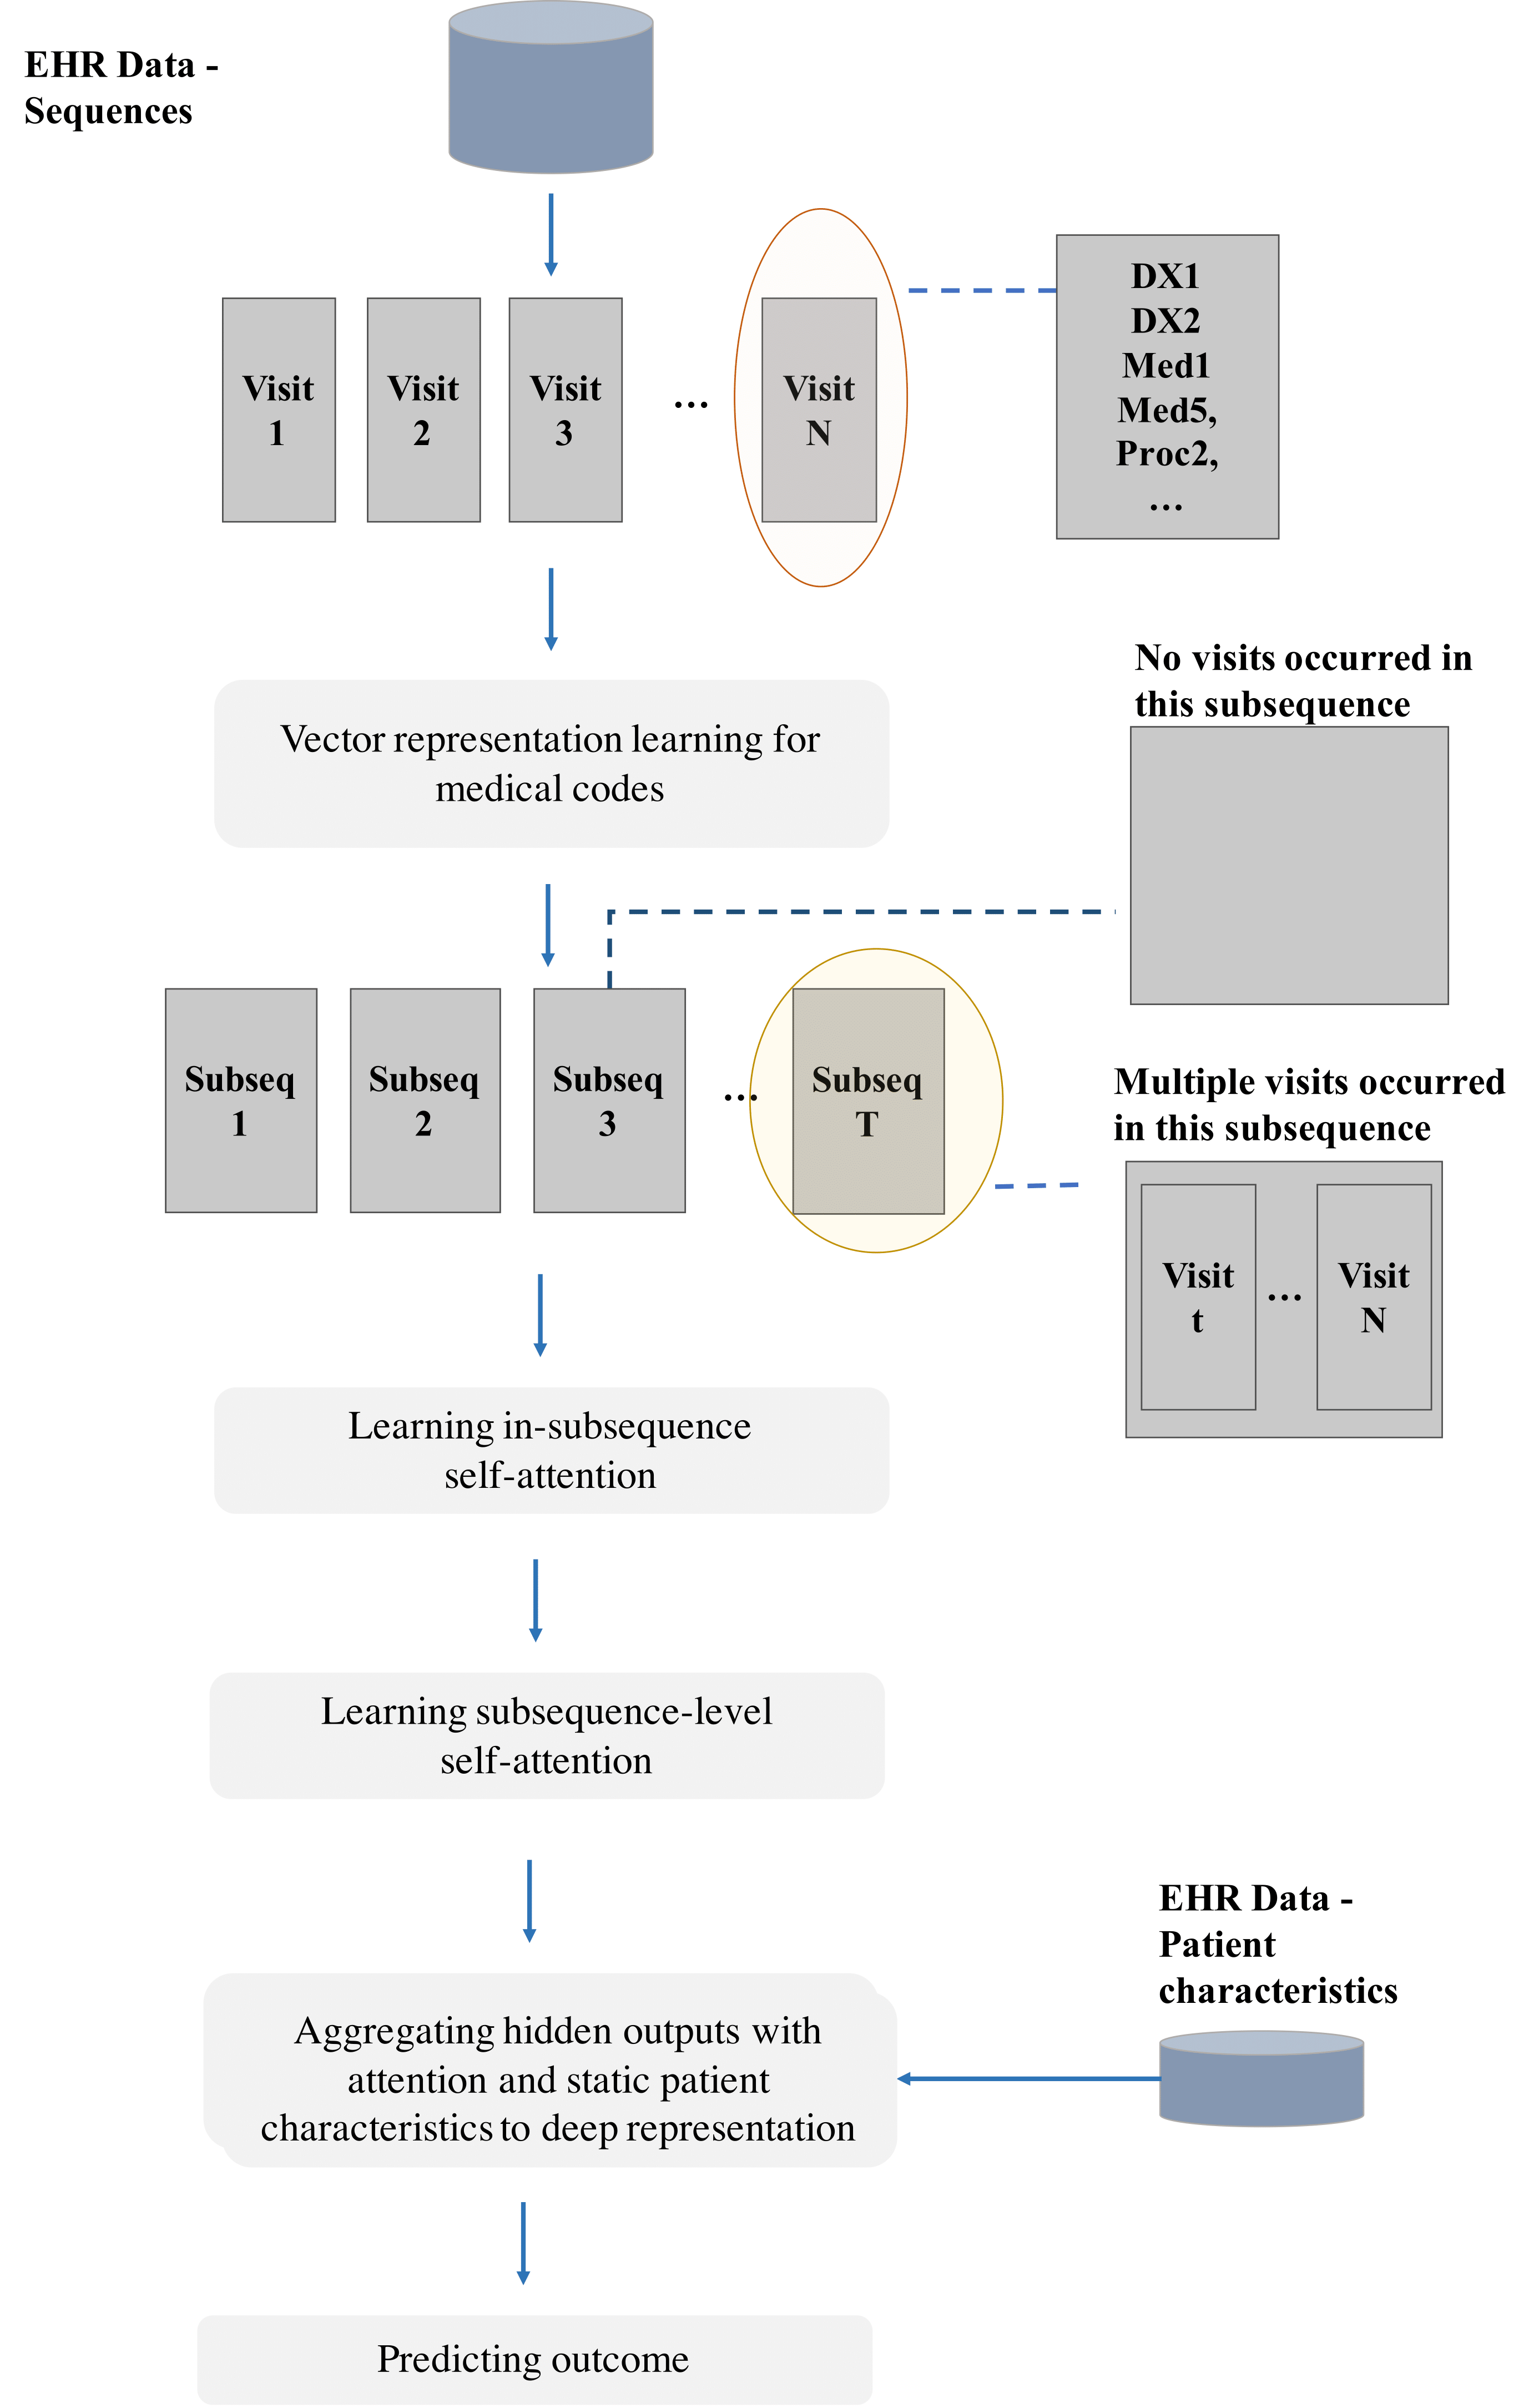 EHR Data -
Sequences
Visit
1
Visit
2
Visit
3
...
Visit
N
DX1
DX2
Med1
Med5,
Proc2,
...
Vector representation learning for
medical codes
No visits occurred in
this subsequence
Subseq
1
Subseq
2
Subseq
3
...
Subseq
T
Multiple visits occurred
in this subsequence
Visit
t
...
Visit
N
Learning in-subsequence
self-attention
Learning subsequence-level
self-attention
EHR Data -
Patient
characteristics
Aggregating hidden outputs with
attention and static patient
characteristics to deep representation
Predicting outcome